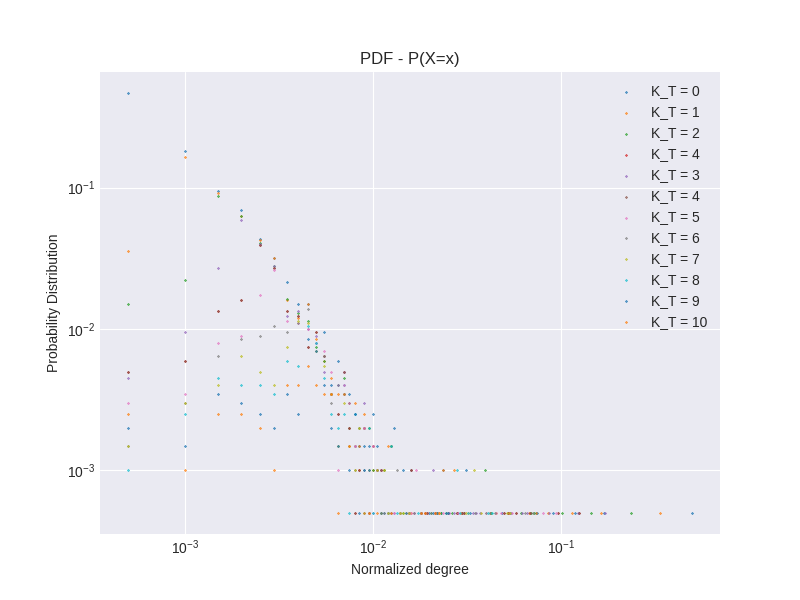 PDF - P(X=x)
K_T = 0
K_T = 1
K_T = 2
K_T = 4
K_T = 3
K_T = 4
K_T = 5
K_T = 6
K_T = 7
K_T = 8
K_T = 9
K_T = 10
Probability Distribution
10⁻¹
10⁻²
10⁻³
10⁻³ 10⁻² 10⁻¹
Normalized degree